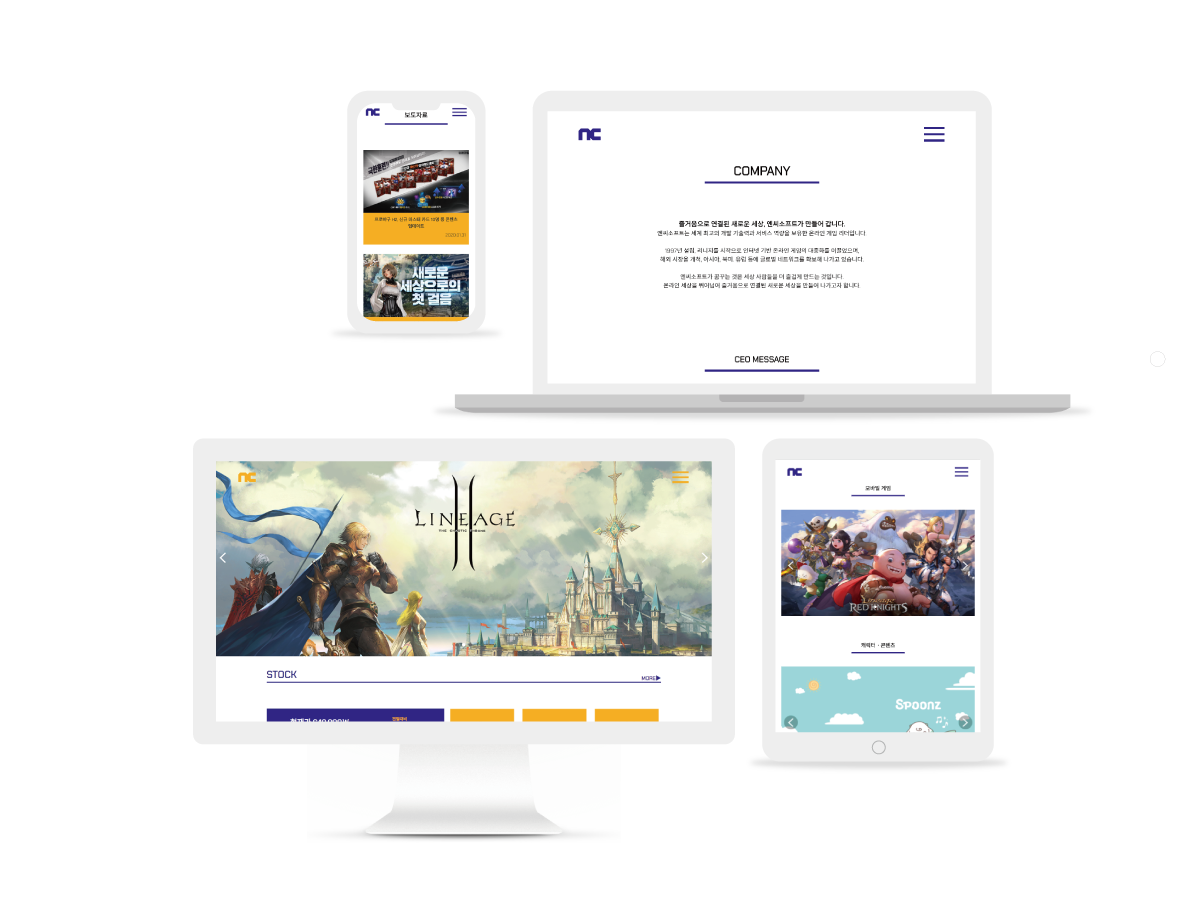 nc
보도자료
새로운
세상으로의
첫 걸음
nc
COMPANY
즐거움으로 연결된 새로운 세상, 엔씨소프트가 만들어 갑니다.
엔씨소프트는 세계 최고의 개발 기술력과 서비스 역량을 보유한 온라인 게임 리더입니다.
1997년 설립, 리니지를 시작으로 인터넷 기반 온라인 게임의 대중화를 이끌었으며,
해외 시장을 개척, 아시아, 북미, 유럽 등에 글로벌 네트워크를 확보해 나가고 있습니다.
엔씨소프트가 꿈꾸는 것은 세상 사람들을 더 즐겁게 만드는 것입니다.
온라인 세상을 뛰어넘어 즐거움으로 연결된 새로운 세상을 만들어 나가고자 합니다.
CEO MESSAGE
nc
LINEAGE
II
STOCK
MORE▶
nc
모바일 게임
RED KNIGHTS
캐릭터 · 콘텐츠
Spoonz